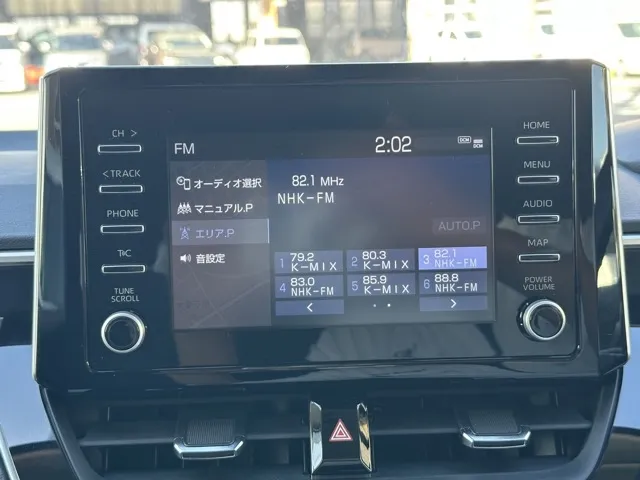 CH >
< TRACK
PHONE
T&C
TUNE
SCROLL
FM
2:02
DCM
オーディオ選択
マニュアル.P
エリア.P
音設定
82.1 MHz
NHK-FM
AUTO.P
1 79.2 K-MIX
2 80.3 K-MIX
3 82.1 NHK-FM
4 83.0 NHK-FM
5 85.9 K-MIX
6 88.8 NHK-FM
<
>
HOME
MENU
AUDIO
MAP
POWER
VOLUME